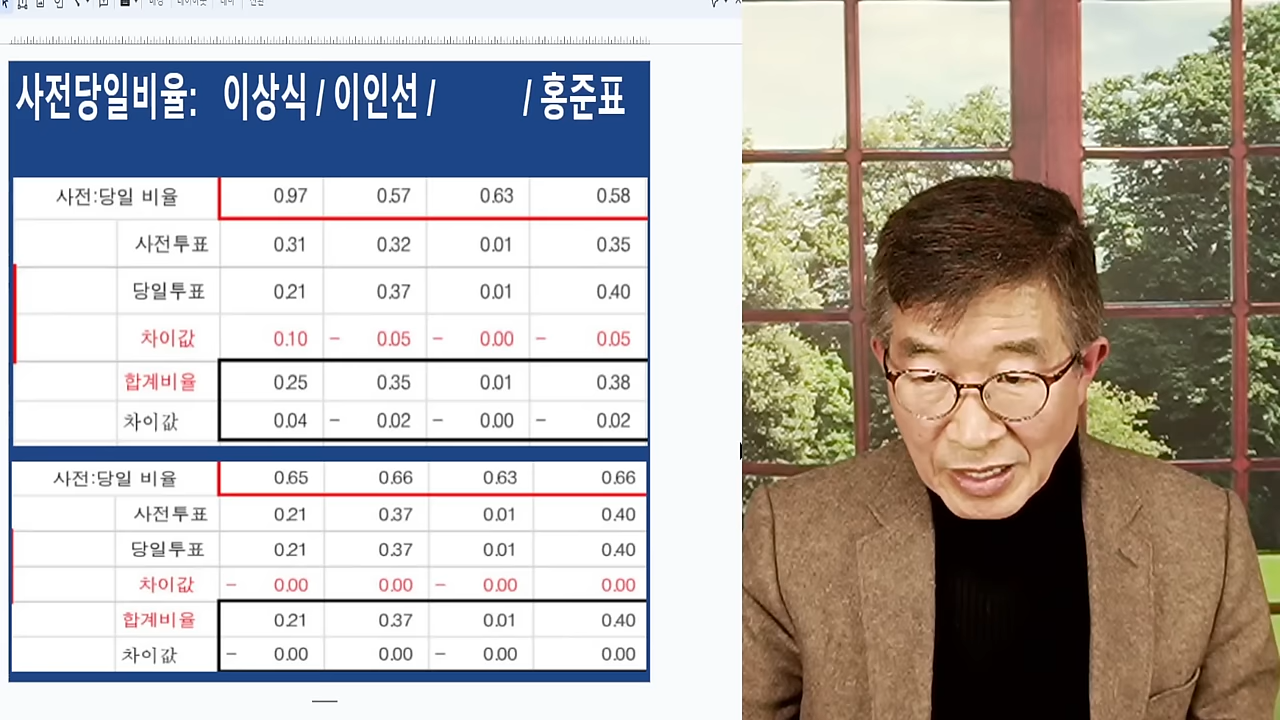 사전당일비율: 이상식 / 이인선 / / 홍준표
사전:당일 비율 0.97 0.57 0.63 0.58
사전투표 0.31 0.32 0.01 0.35
당일투표 0.21 0.37 0.01 0.40
차이값 0.10 - 0.05 - 0.00 - 0.05
합계비율 0.25 0.35 0.01 0.38
차이값 0.04 - 0.02 - 0.00 - 0.02
사전:당일 비율 0.65 0.66 0.63 0.66
사전투표 0.21 0.37 0.01 0.40
당일투표 0.21 0.37 0.01 0.40
차이값 - 0.00 0.00 - 0.00 0.00
합계비율 0.21 0.37 0.01 0.40
차이값 - 0.00 0.00 - 0.00 0.00